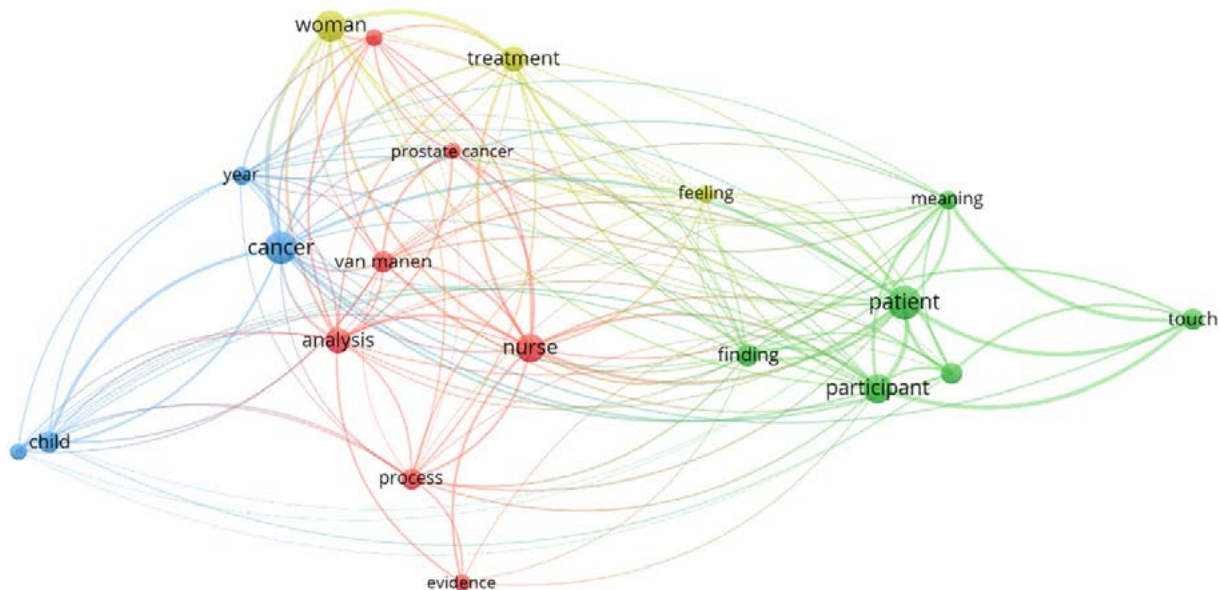 woman
treatment
prostate cancer
year
feeling
meaning
cancer
van manen
patient
touch
analysis
nurse
finding
participant
child
process
evidence